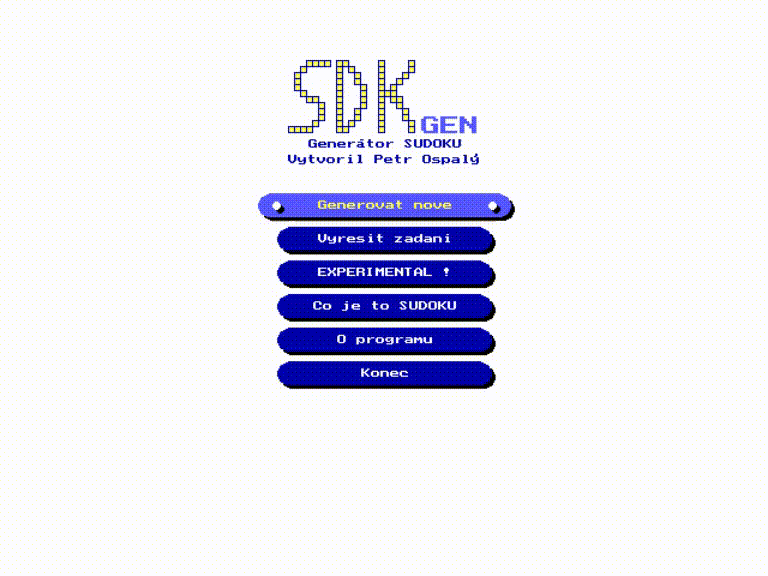 SDK GEN
Generátor SUDOKU
Vytvoril Petr Ospalý
Generovat nove
Vyresit zadani
EXPERIMENTAL !
Co je to SUDOKU
O programu
Konec